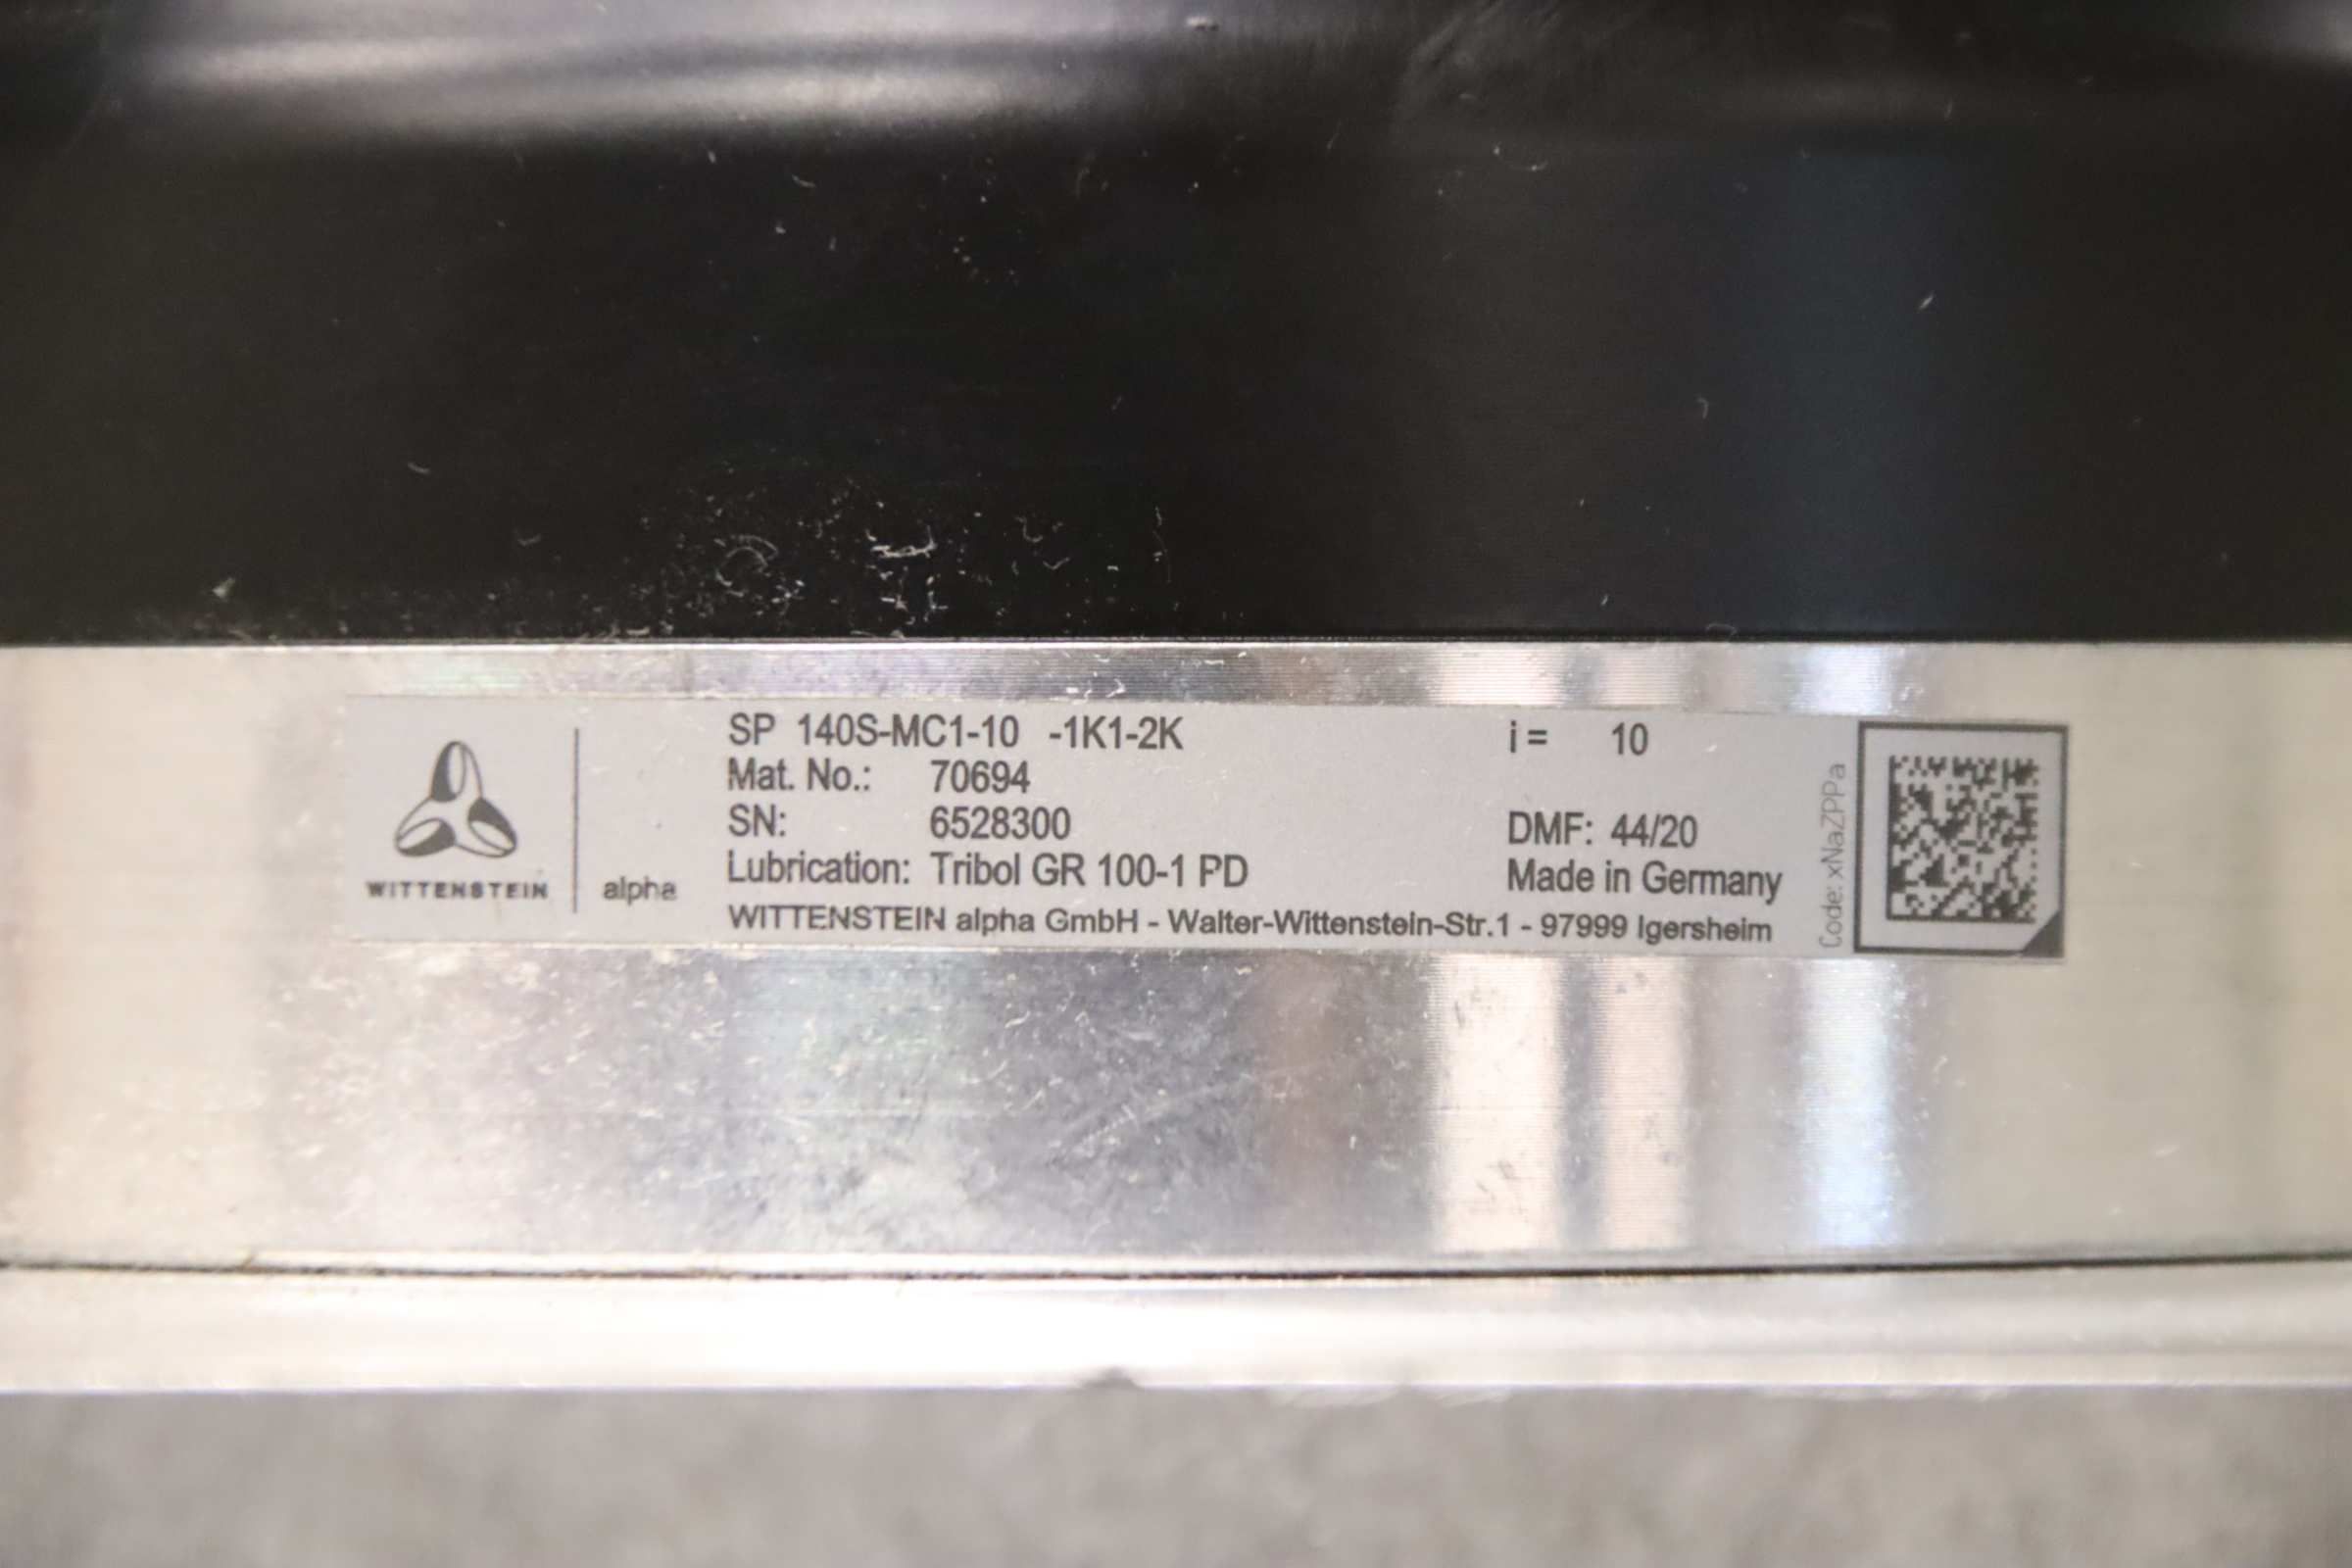 WITTENSTEIN
alpha
SP 140S-MC1-10 -1K1-2K
i = 10
Mat. No.: 70694
SN: 6528300
DMF: 44/20
Lubrication: Tribol GR 100-1 PD
Made in Germany
WITTENSTEIN alpha GmbH - Walter-Wittenstein-Str.1 - 97999 Igersheim
Code: xNaZPPa